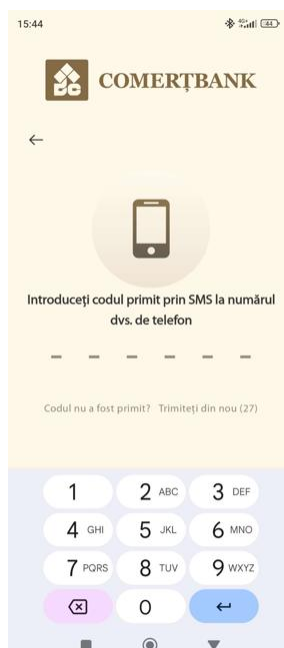 15:44
4G+ 44
COMERȚBANK
Introduceți codul primit prin SMS la numărul
dvs. de telefon
Codul nu a fost primit? Trimiteți din nou (27)
1 2 ABC 3 DEF
4 GHI 5 JKL 6 MNO
7 PQRS 8 TUV 9 WXYZ
0